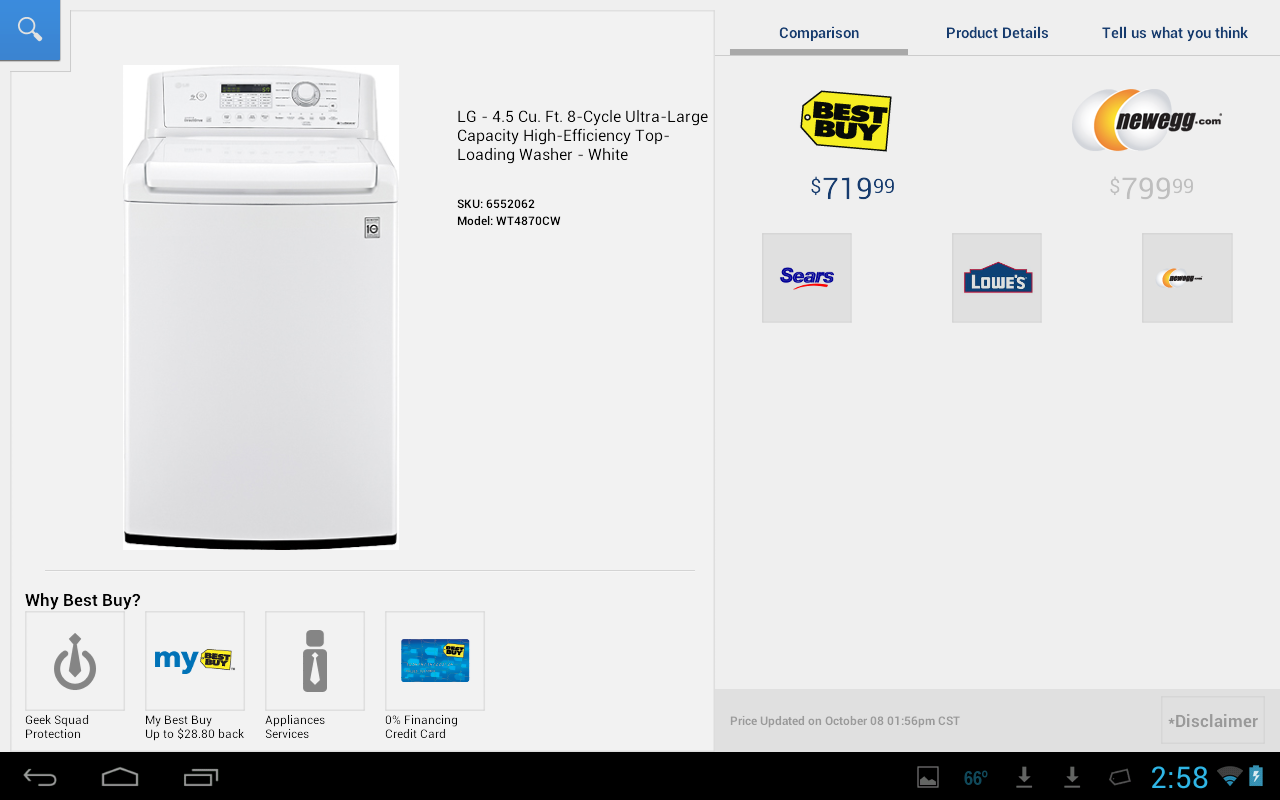 Comparison
Product Details
Tell us what you think
LG - 4.5 Cu. Ft. 8-Cycle Ultra-Large
Capacity High-Efficiency Top-
Loading Washer - White
SKU: 6552062
Model: WT4870CW
BEST
BUY
newegg.com
$719.99
$799.99
Sears
LOWE'S
newegg
Why Best Buy?
my BEST
BUY
BEST
BUY
Geek Squad
Protection
My Best Buy
Up to $28.80 back
Appliances
Services
0% Financing
Credit Card
Price Updated on October 08 01:56pm CST
*Disclaimer
66°
2:58